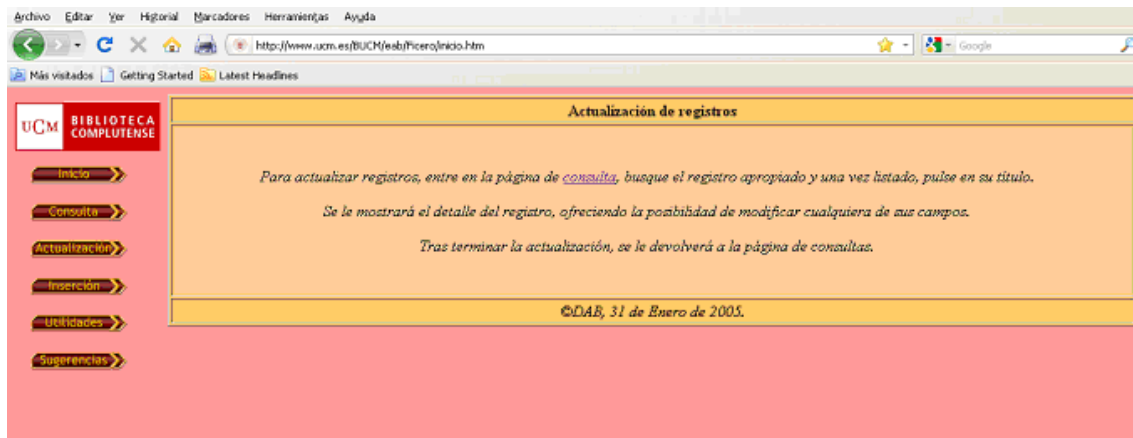 Archivo Editar Ver Historial Marcadores Herramientas Ayuda
http://www.ucm.es/BUCM/eab/ficero/inicio.htm
Google
Más visitados Getting Started Latest Headlines
UCM BIBLIOTECA COMPLUTENSE
Inicio
Consulta
Actualización
Inserción
Utilidades
Sugerencias
Actualización de registros
Para actualizar registros, entre en la página de consulta, busque el registro apropiado y una vez listado, pulse en su título.
Se le mostrará el detalle del registro, ofreciendo la posibilidad de modificar cualquiera de sus campos.
Tras terminar la actualización, se le devolverá a la página de consultas.
©DAB, 31 de Enero de 2005.